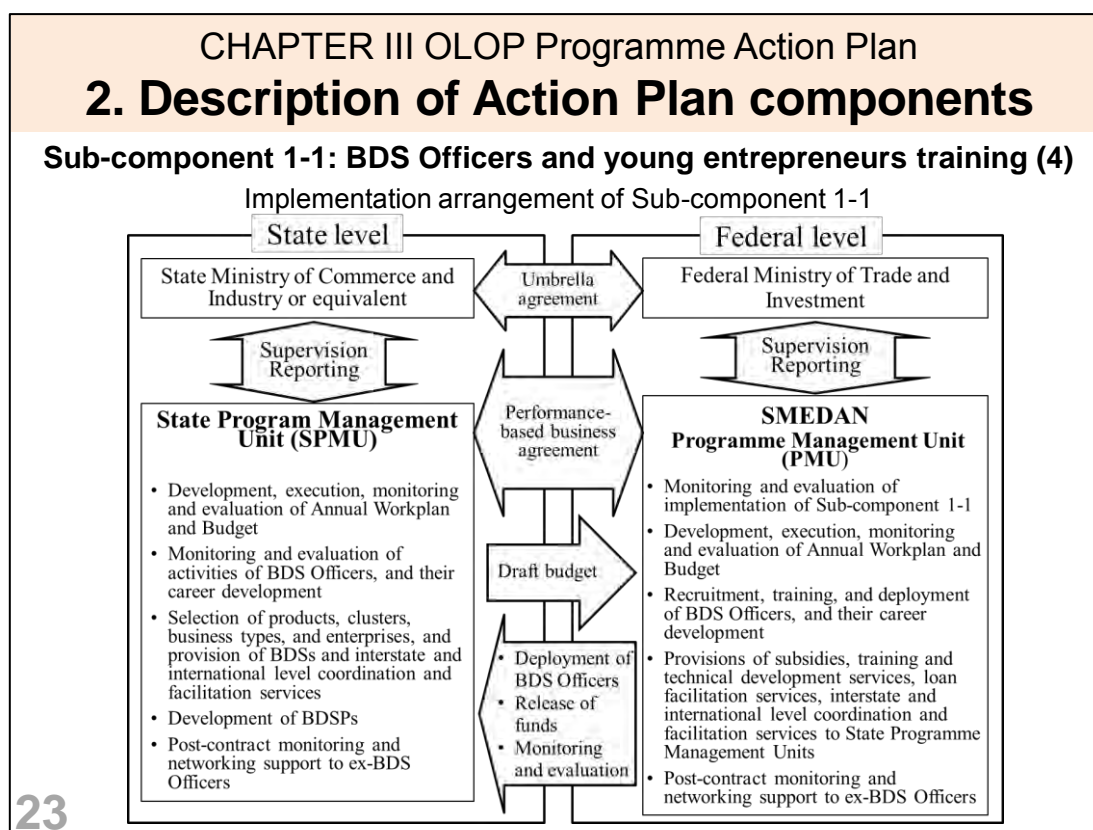 CHAPTER III OLOP Programme Action Plan
2. Description of Action Plan components
Sub-component 1-1: BDS Officers and young entrepreneurs training (4)
Implementation arrangement of Sub-component 1-1
State level
State Ministry of Commerce and
Industry or equivalent
Supervision
Reporting
State Program Management
Unit (SPMU)
• Development, execution, monitoring
and evaluation of Annual Workplan
and Budget
• Monitoring and evaluation of
activities of BDS Officers, and their
career development
• Selection of products, clusters,
business types, and enterprises, and
provision of BDSs and interstate and
international level coordination and
facilitation services
• Development of BDSPs
• Post-contract monitoring and
networking support to ex-BDS
Officers
Umbrella
agreement
Performance-
based business
agreement
Draft budget
• Deployment of
BDS Officers
• Release of
funds
• Monitoring
and evaluation
Federal level
Federal Ministry of Trade and
Investment
Supervision
Reporting
SMEDAN
Programme Management Unit
(PMU)
• Monitoring and evaluation of
implementation of Sub-component 1-1
• Development, execution, monitoring
and evaluation of Annual Workplan and
Budget
• Recruitment, training, and deployment
of BDS Officers, and their career
development
• Provisions of subsidies, training and
technical development services, loan
facilitation services, interstate and
international level coordination and
facilitation services to State Programme
Management Units
• Post-contract monitoring and
networking support to ex-BDS Officers
23